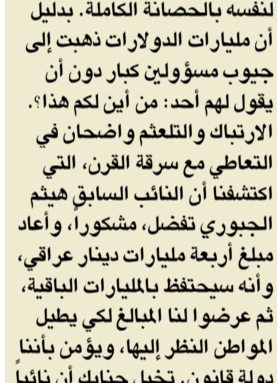 لنفسه بالحصانة الكاملة. بدليل
أن مليارات الدولارات ذهبت إلى
جيوب مسؤولين كبار دون أن
يقول لهم أحد: من أين لكم هذا؟.
الارتباك والتلعثم واضحان في
التعاطي مع سرقة القرن، التي
اكتشفنا أن النائب السابق هيثم
الجبوري تفضل، مشكوراً، وأعاد
مبلغ أربعة مليارات دينار عراقي،
وأنه سيحتفظ بالمليارات الباقية،
ثم عرضوا لنا المبالغ لكي يطيل
المواطن النظر إليها، ويؤمن بأننا
دولة قانون. تخيل جنابك أن نائباً